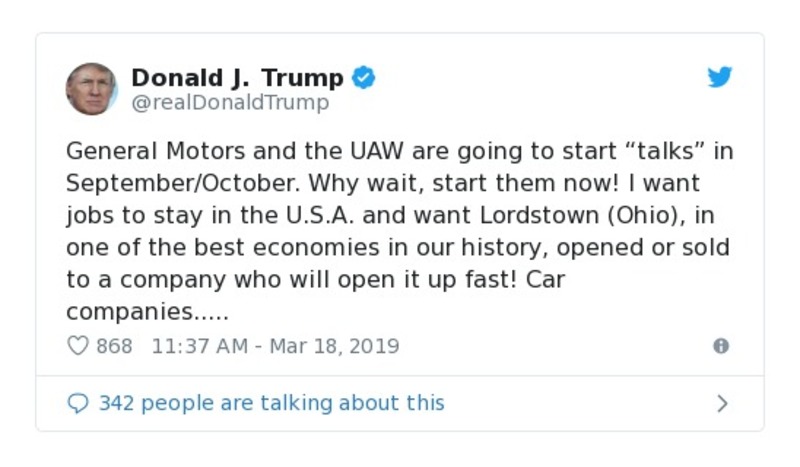 Donald J. Trump
@realDonaldTrump
General Motors and the UAW are going to start “talks” in
September/October. Why wait, start them now! I want
jobs to stay in the U.S.A. and want Lordstown (Ohio), in
one of the best economies in our history, opened or sold
to a company who will open it up fast! Car
companies.....
868 11:37 AM - Mar 18, 2019
342 people are talking about this